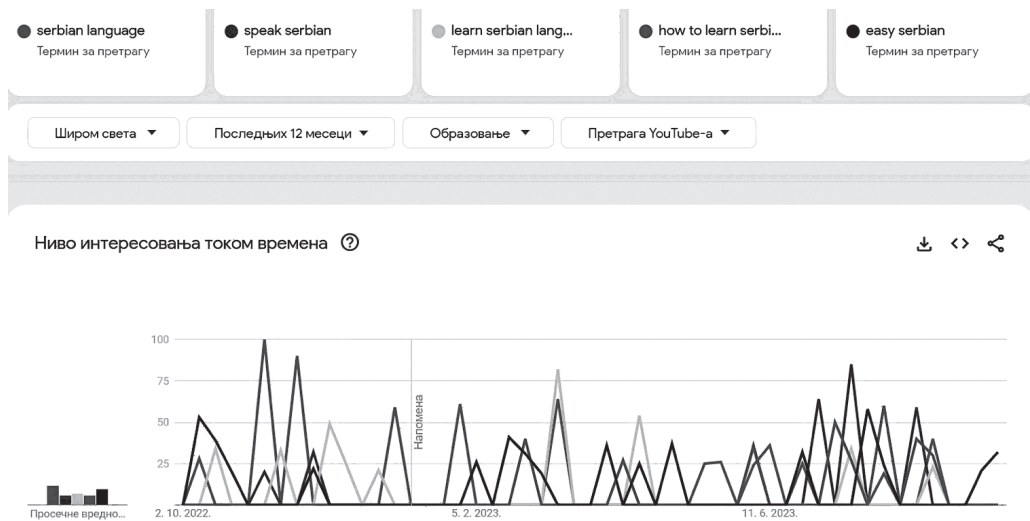 serbian language
Термин за претрагу
speak serbian
Термин за претрагу
learn serbian lang...
Термин за претрагу
how to learn serbi...
Термин за претрагу
easy serbian
Термин за претрагу
Широм света
Последњих 12 месеци
Образовање
Претрага YouTube-а
Ниво интересовања током времена
100
75
50
25
Напомена
Просечне вредно...
2. 10. 2022.
5. 2. 2023.
11. 6. 2023.